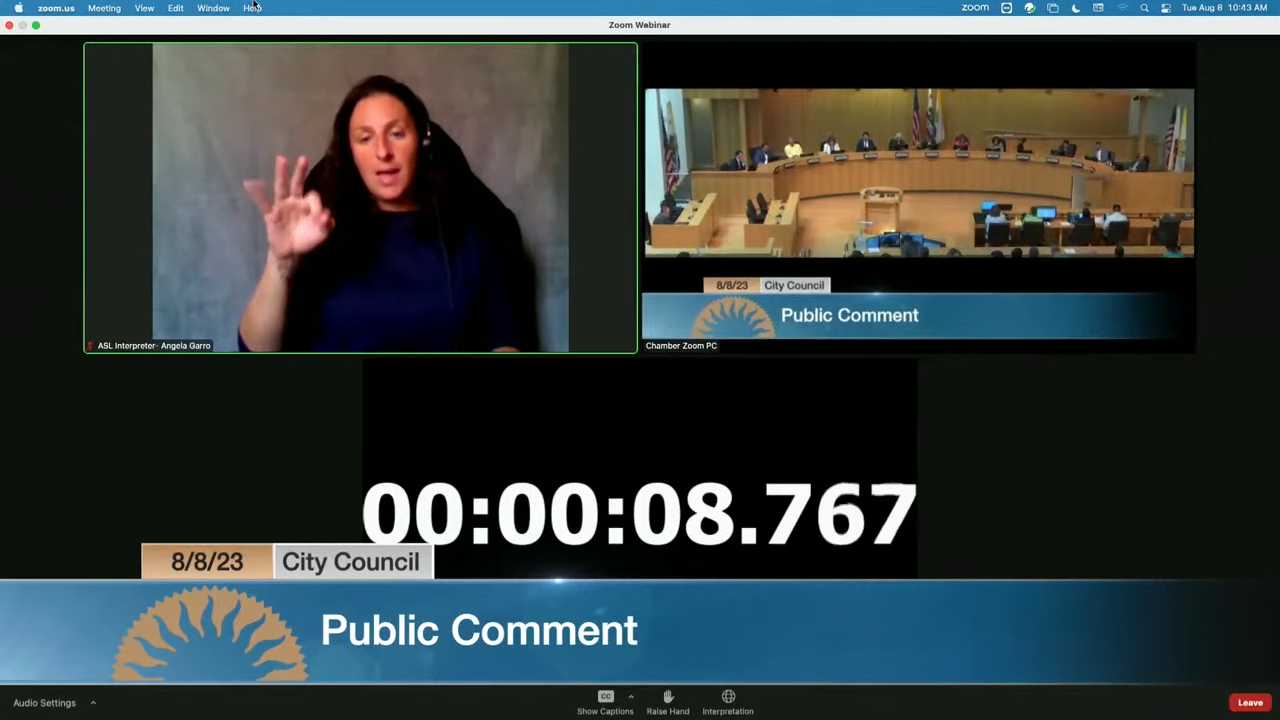 zoom.us Meeting View Edit Window Help
zoom Tue Aug 8 10:43 AM
Zoom Webinar
8/8/23 City Council
Public Comment
ASL Interpreter- Angela Garro
Chamber Zoom PC
00:00:08.767
8/8/23 City Council
Public Comment
Audio Settings
CC
Show Captions
Raise Hand
Interpretation
Leave